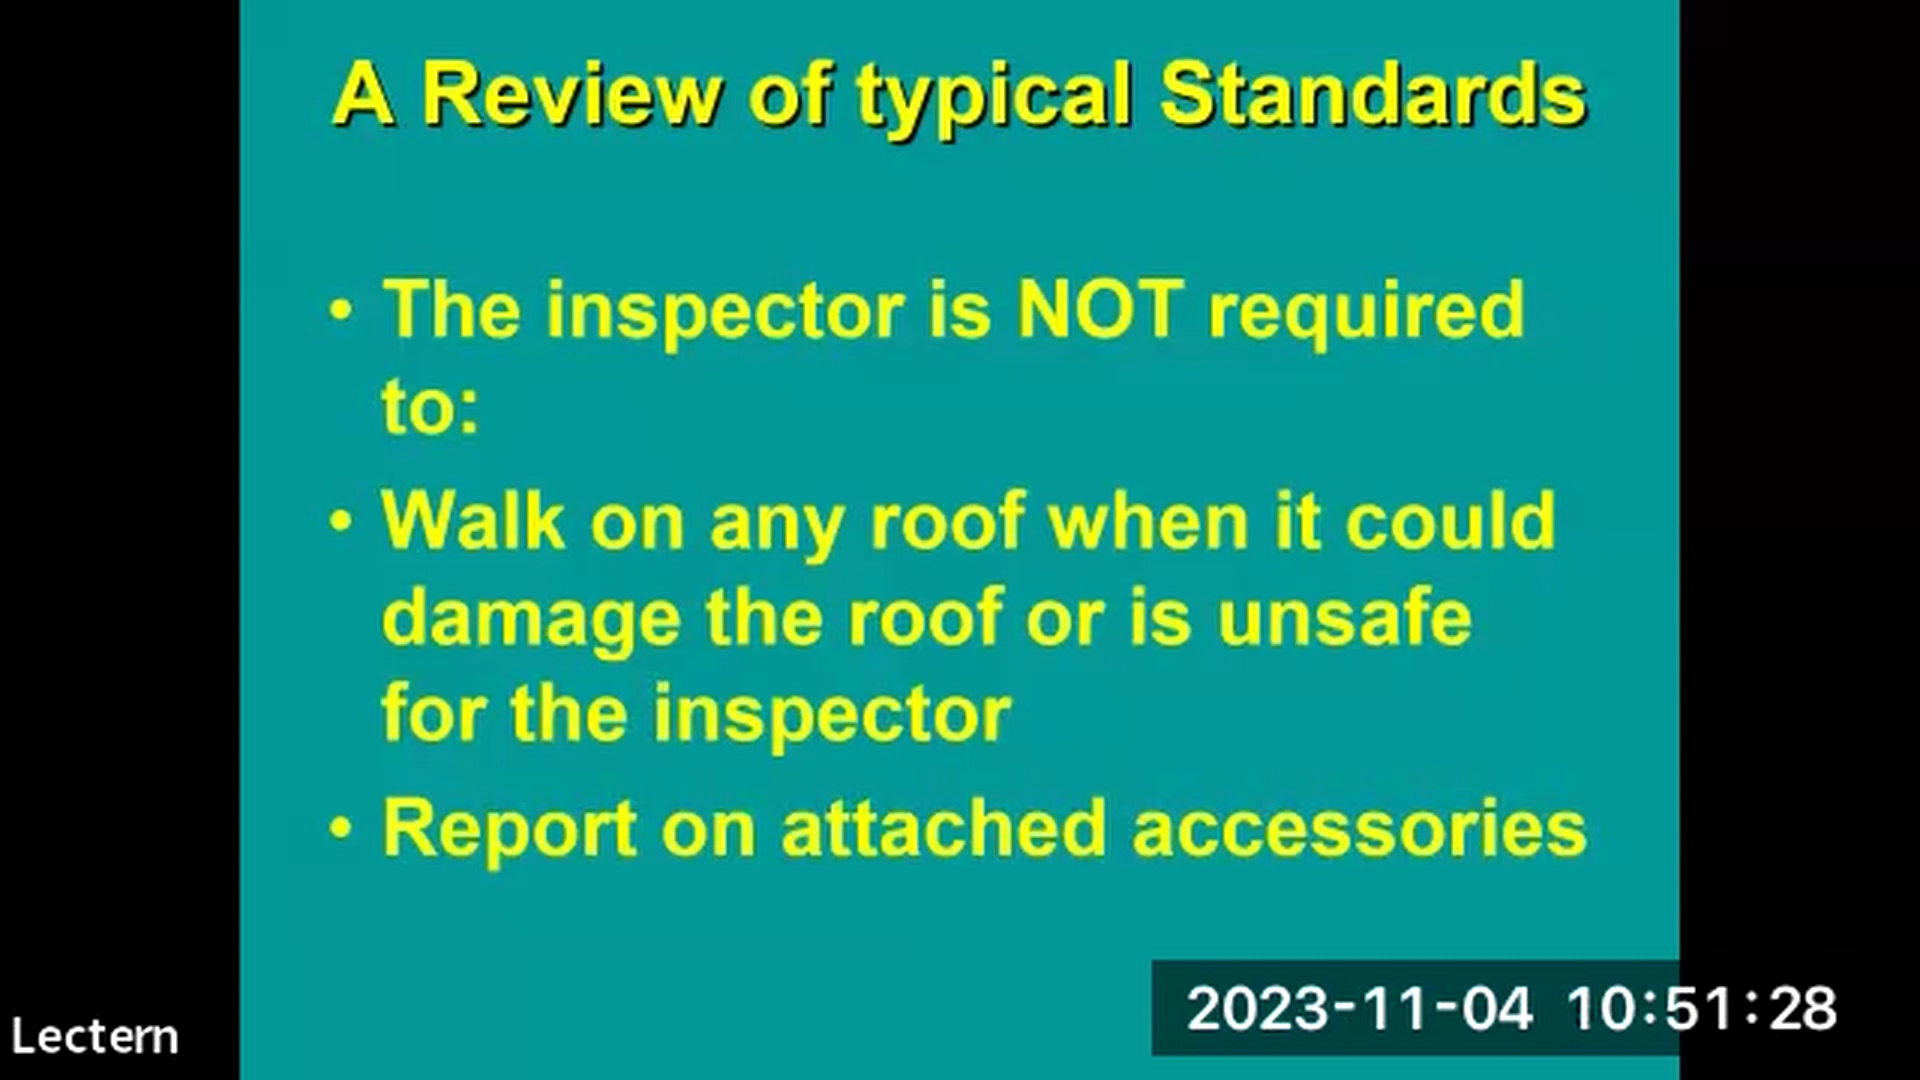 A Review of typical Standards
• The inspector is NOT required
to:
• Walk on any roof when it could
damage the roof or is unsafe
for the inspector
• Report on attached accessories
2023-11-04 10:51:28
Lectern